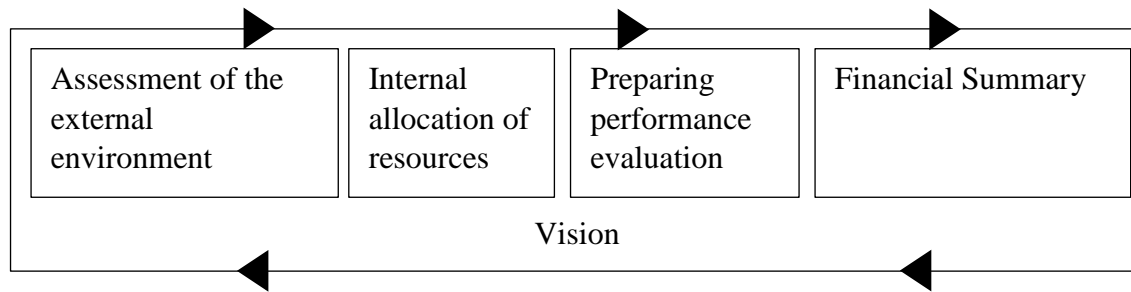 Assessment of the
external
environment
Internal
allocation of
resources
Preparing
performance
evaluation
Financial Summary
Vision